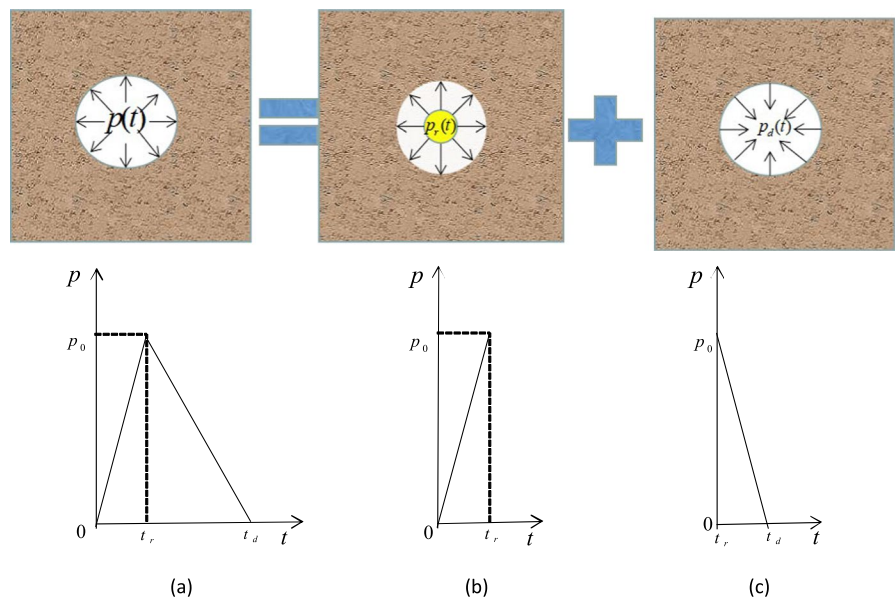 p(t)
p_r(t)
p_d(t)
p
p_0
0
t_r
t_d
t
p
p_0
0
t_r
t
p
p_0
0
t_r
t_d
t
(a)
(b)
(c)